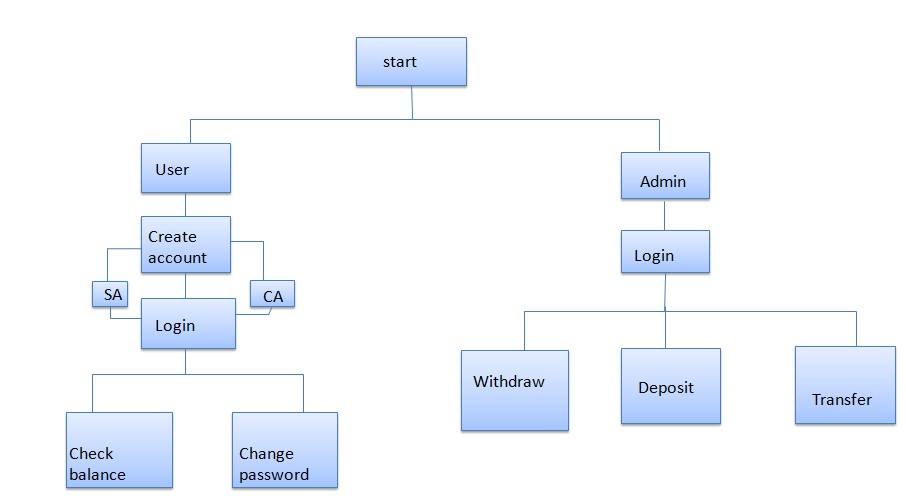 start
User
Admin
Create
account
Login
SA
CA
Login
Withdraw
Deposit
Transfer
Check
balance
Change
password